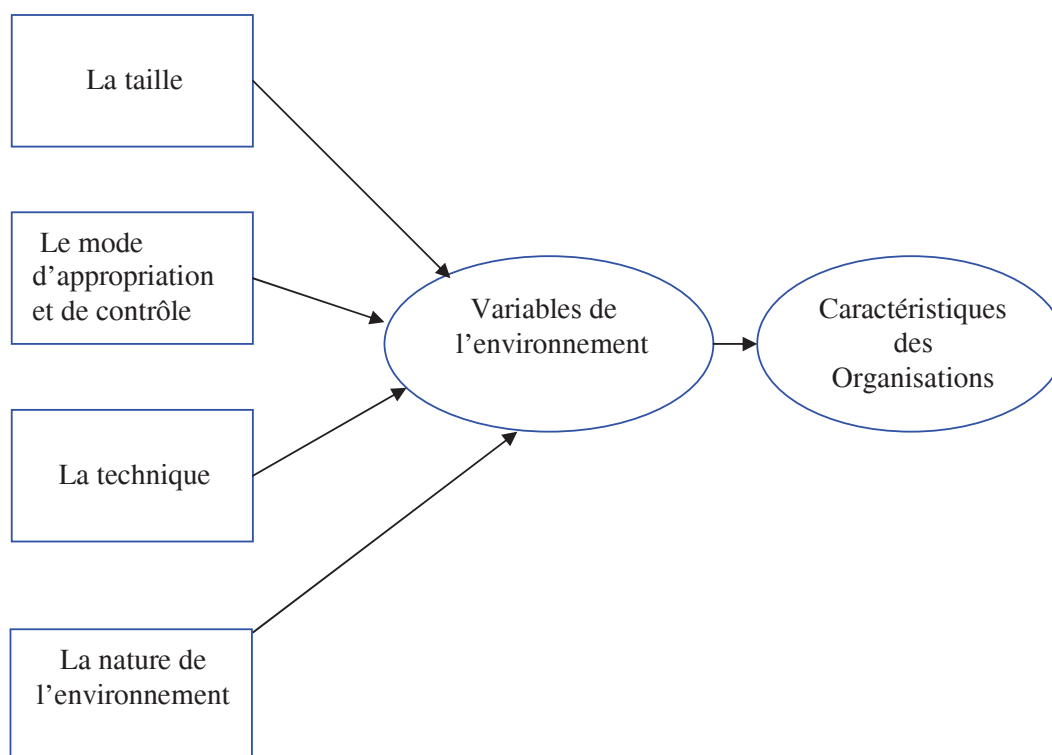 La taille
Le mode
d'appropriation
et de contrôle
La technique
La nature de
l’environnement
Variables de
l’environnement
Caractéristiques
des
Organisations